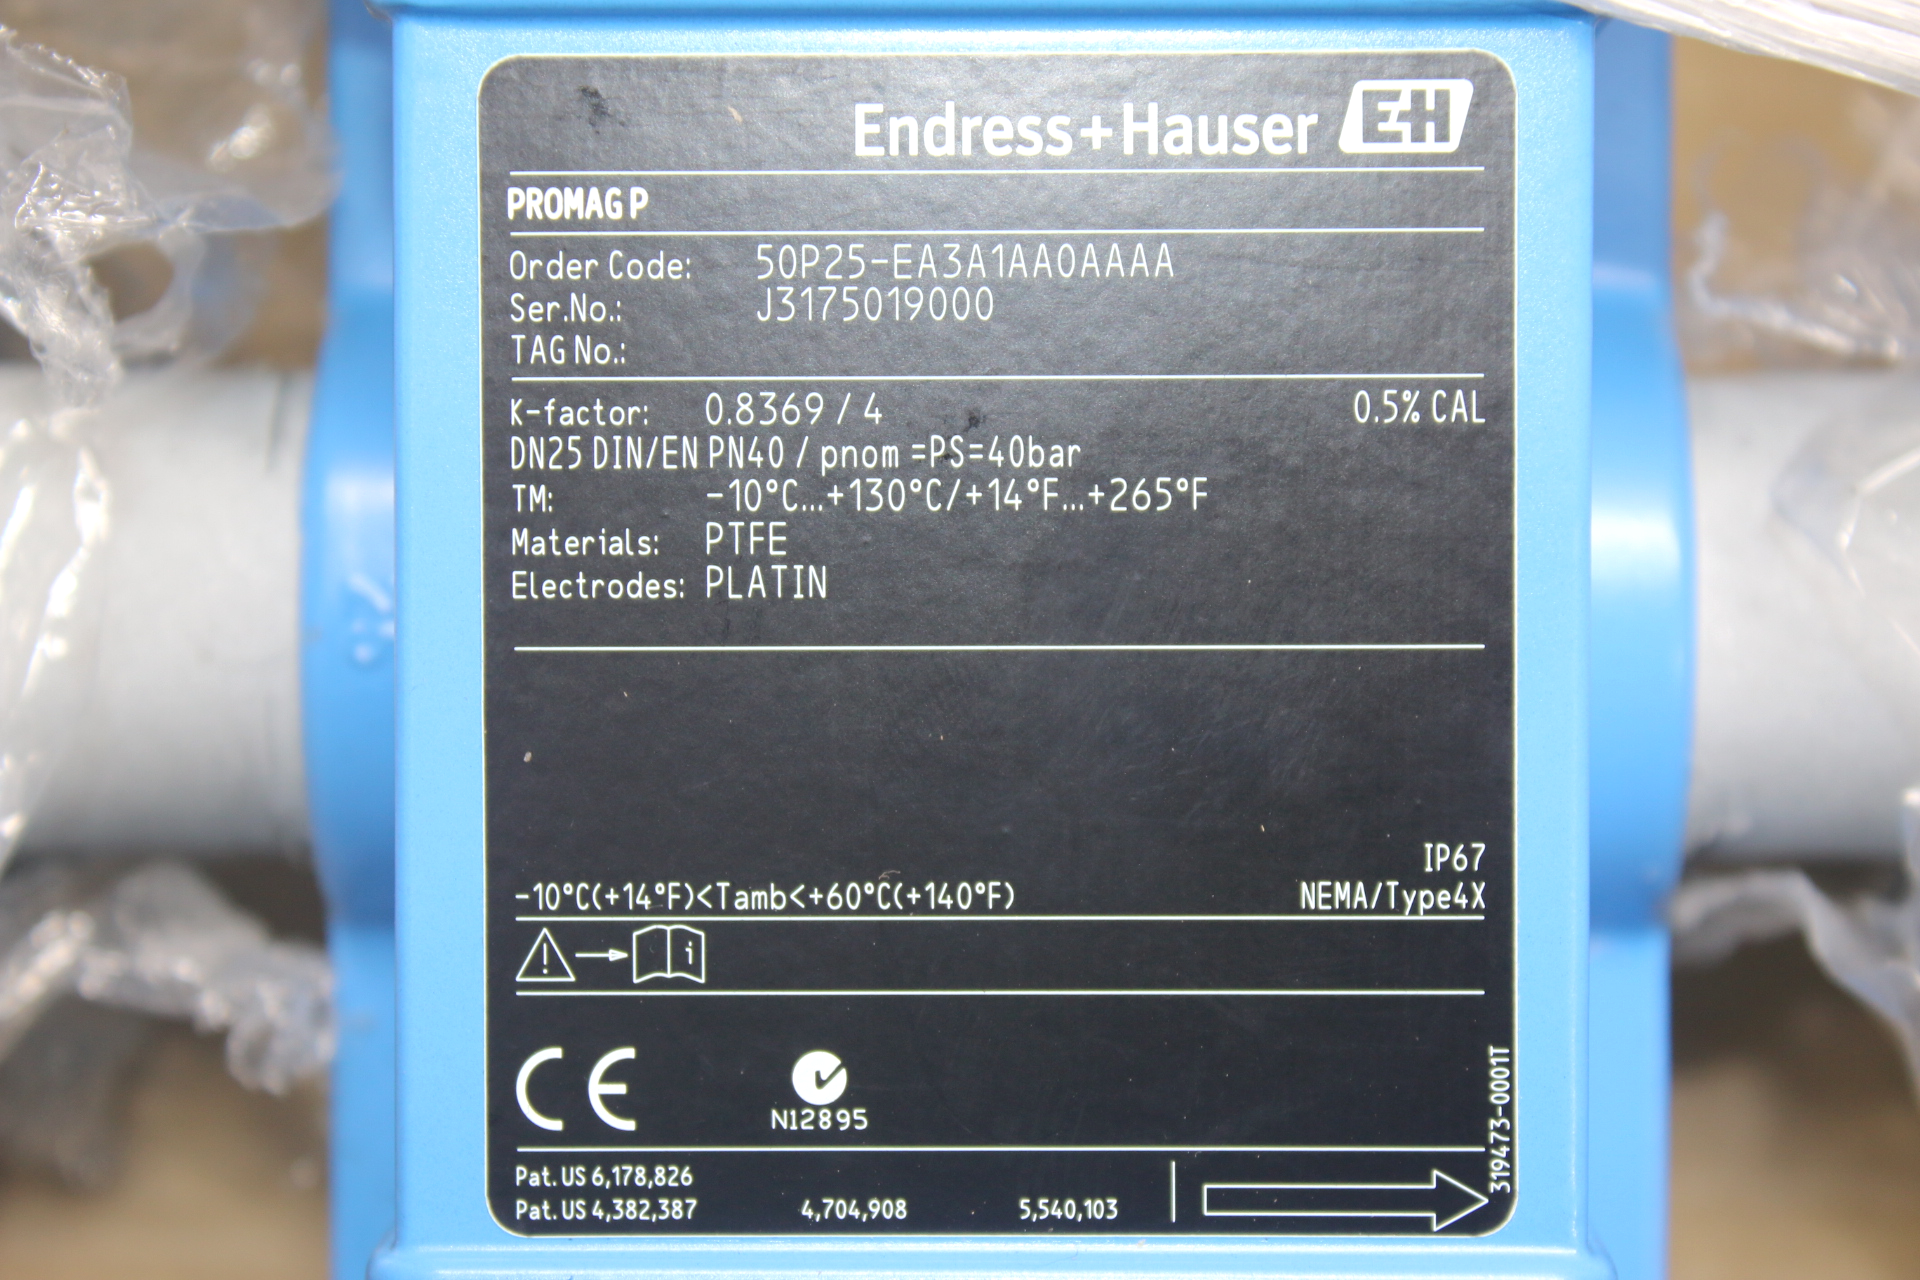 Endress+Hauser EH
PROMAG P
Order Code: 50P25-EA3A1AA0AAAA
Ser.No.: J3175019000
TAG No.:
K-factor: 0.8369 / 4 0.5% CAL
DN25 DIN/EN PN40 / pnom =PS=40bar
TM: -10°C...+130°C/+14°F...+265°F
Materials: PTFE
Electrodes: PLATIN
IP67
-10°C(+14°F)<Tamb<+60°C(+140°F) NEMA/Type4X
i
CE
N12895
319473-0001T
Pat. US 6,178,826
Pat. US 4,382,387 4,704,908 5,540,103